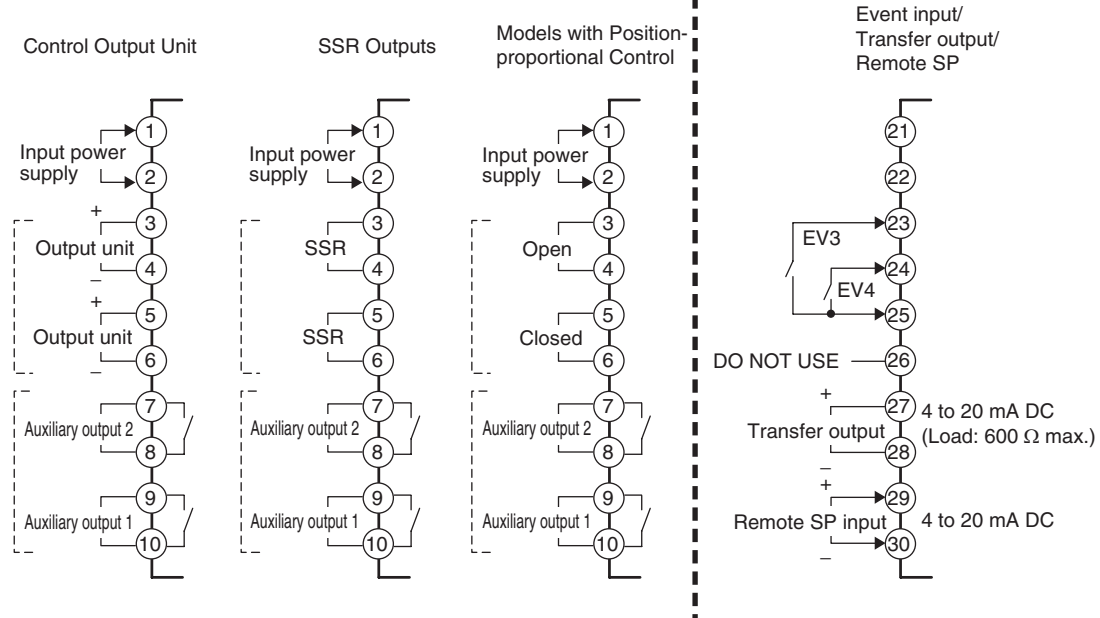 Control Output Unit
Input power
supply
+
Output unit
–
+
Output unit
–
Auxiliary output 2
Auxiliary output 1
1
2
3
4
5
6
7
8
9
10
SSR Outputs
Input power
supply
SSR
SSR
Auxiliary output 2
Auxiliary output 1
1
2
3
4
5
6
7
8
9
10
Models with Position-
proportional Control
Input power
supply
Open
Closed
Auxiliary output 2
Auxiliary output 1
1
2
3
4
5
6
7
8
9
10
Event input/
Transfer output/
Remote SP
21
22
23
24
25
26
27
28
29
30
EV3
EV4
DO NOT USE
+
Transfer output
–
4 to 20 mA DC
(Load: 600 Ω max.)
+
Remote SP input
–
4 to 20 mA DC